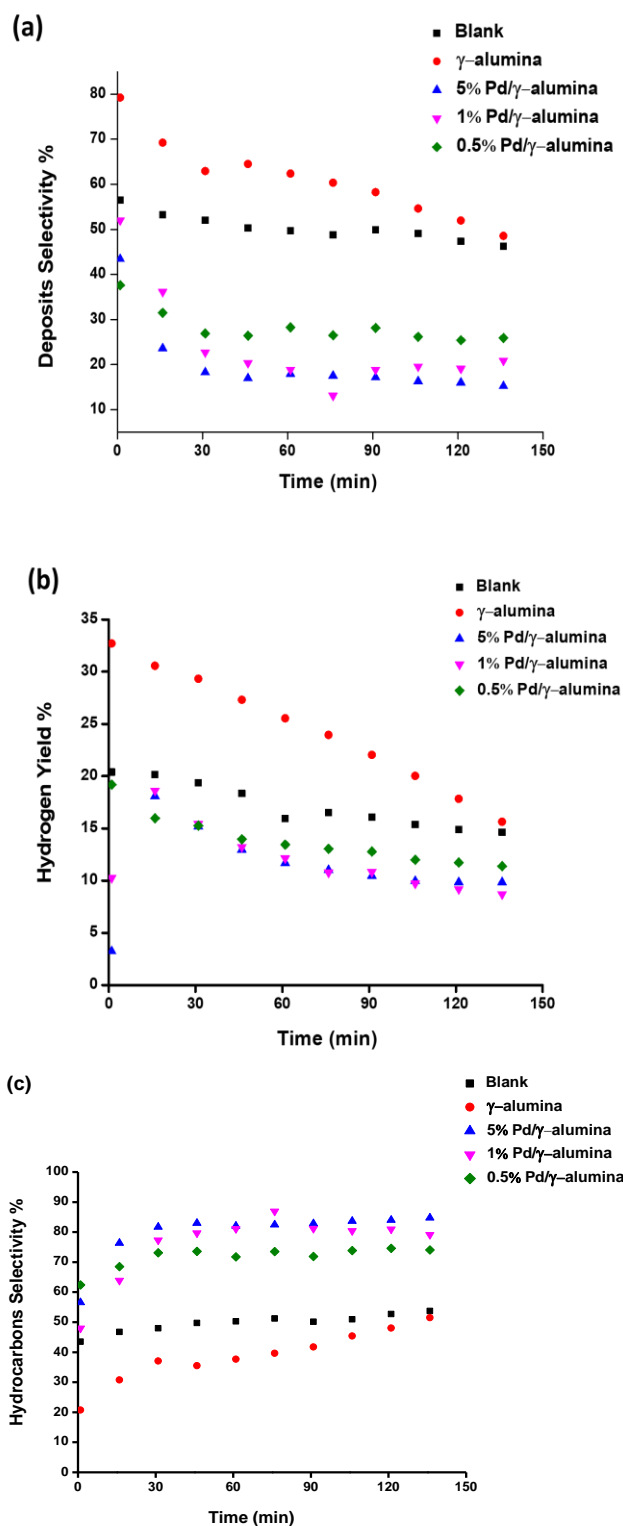 (a)
Blank
γ–alumina
5% Pd/γ–alumina
1% Pd/γ–alumina
0.5% Pd/γ–alumina
Deposits Selectivity %
80
70
60
50
40
30
20
10
0 30 60 90 120 150
Time (min)
(b)
Blank
γ–alumina
5% Pd/γ–alumina
1% Pd/γ–alumina
0.5% Pd/γ–alumina
Hydrogen Yield %
35
30
25
20
15
10
5
0
0 30 60 90 120 150
Time (min)
(c)
Blank
γ–alumina
5% Pd/γ–alumina
1% Pd/γ–alumina
0.5% Pd/γ–alumina
Hydrocarbons Selectivity %
100
90
80
70
60
50
40
30
20
10
0
0 30 60 90 120 150
Time (min)